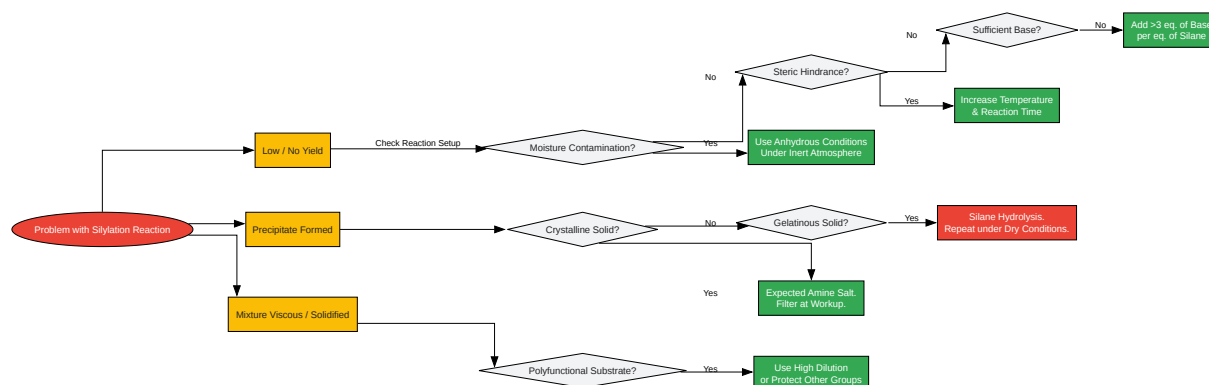 Sufficient Base?
No
Add >3 eq. of Base
per eq. of Silane
No
Steric Hindrance?
No
Yes
Increase Temperature
& Reaction Time
Low / No Yield
Check Reaction Setup
Moisture Contamination?
Yes
Use Anhydrous Conditions
Under Inert Atmosphere
Problem with Silylation Reaction
Precipitate Formed
Crystalline Solid?
No
Gelatinous Solid?
Yes
Silane Hydrolysis.
Repeat under Dry Conditions.
Yes
Expected Amine Salt.
Filter at Workup.
Mixture Viscous / Solidified
Polyfunctional Substrate?
Yes
Use High Dilution
or Protect Other Groups